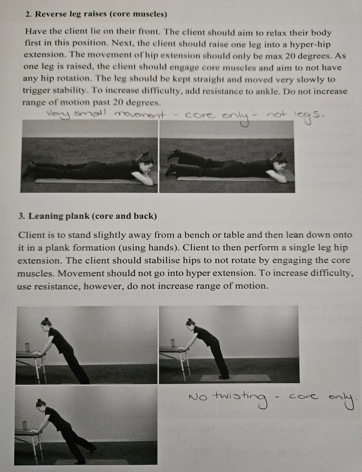 2. Reverse leg raises (core muscles)
Have the client lie on their front. The client should aim to relax their body
first in this position. Next, the client should raise one leg into a hyper-hip
extension. The movement of hip extension should only be max 20 degrees. As
one leg is raised, the client should engage core muscles and aim to not have
any hip rotation. The leg should be kept straight and moved very slowly to
trigger stability. To increase difficulty, add resistance to ankle. Do not increase
range of motion past 20 degrees.
Very small movement - core only - not legs.
3. Leaning plank (core and back)
Client is to stand slightly away from a bench or table and then lean down onto
it in a plank formation (using hands). Client to then perform a single leg hip
extension. The client should stabilise hips to not rotate by engaging the core
muscles. Movement should not go into hyper extension. To increase difficulty,
use resistance, however, do not increase range of motion.
No twisting - core only